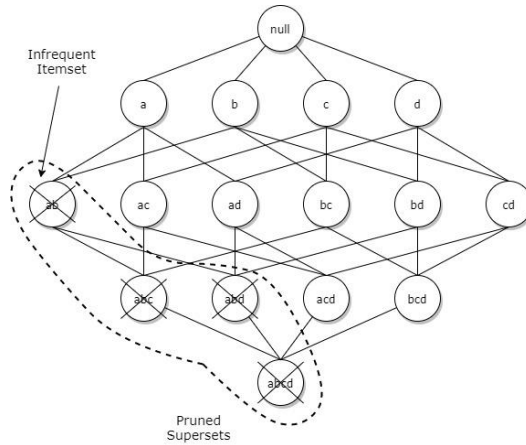 null
Infrequent
Itemset
a
b
c
d
ab
ac
ad
bc
bd
cd
abc
abd
acd
bcd
abcd
Pruned
Supersets